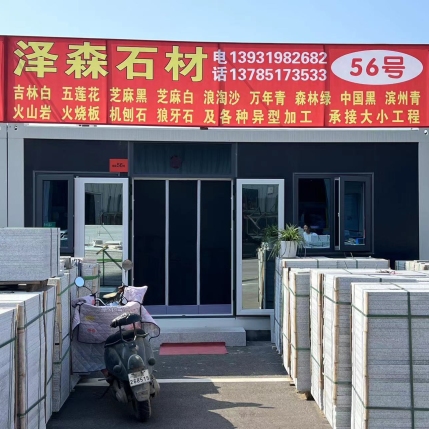 泽森石材 电话 13931982682 13785173533 56号
吉林白 五莲花 芝麻黑 芝麻白 浪淘沙 万年青 森林绿 中国黑 滨州青
火山岩 火烧板 机刨石 狼牙石 及各种异型加工 承接大小工程